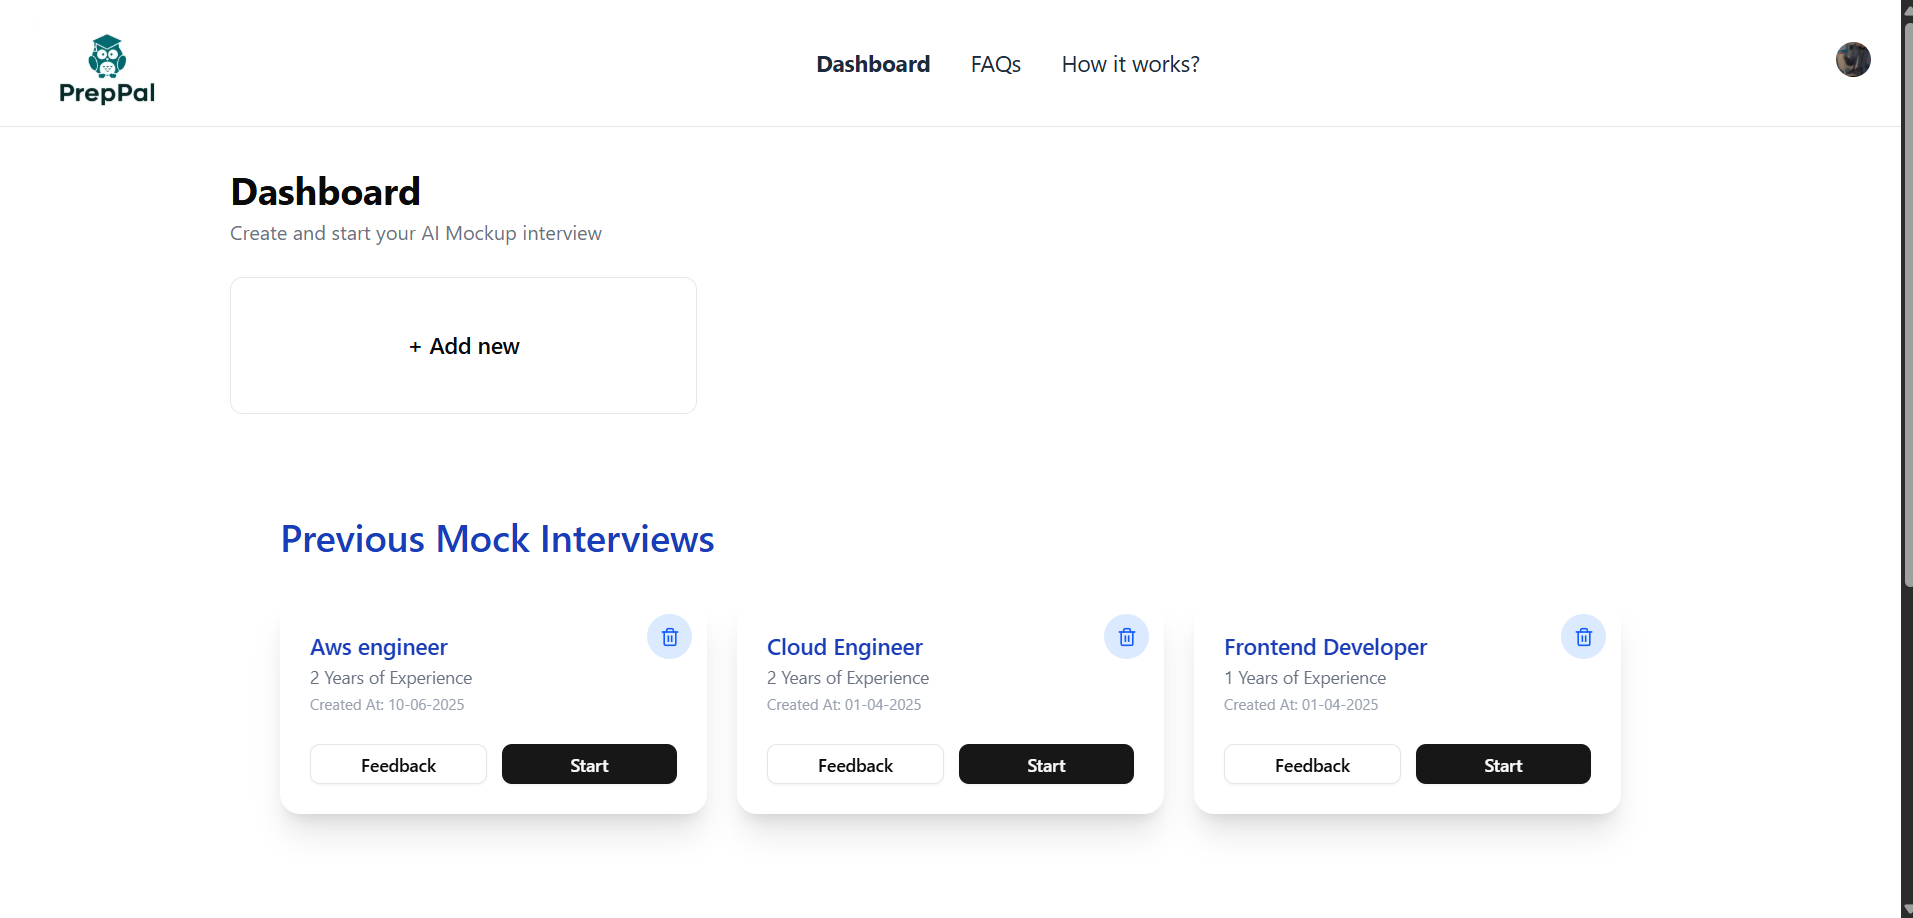 PrepPal
Dashboard
FAQs
How it works?
Dashboard
Create and start your AI Mockup interview
+ Add new
Previous Mock Interviews
Aws engineer
2 Years of Experience
Created At: 10-06-2025
Feedback
Start
Cloud Engineer
2 Years of Experience
Created At: 01-04-2025
Feedback
Start
Frontend Developer
1 Years of Experience
Created At: 01-04-2025
Feedback
Start